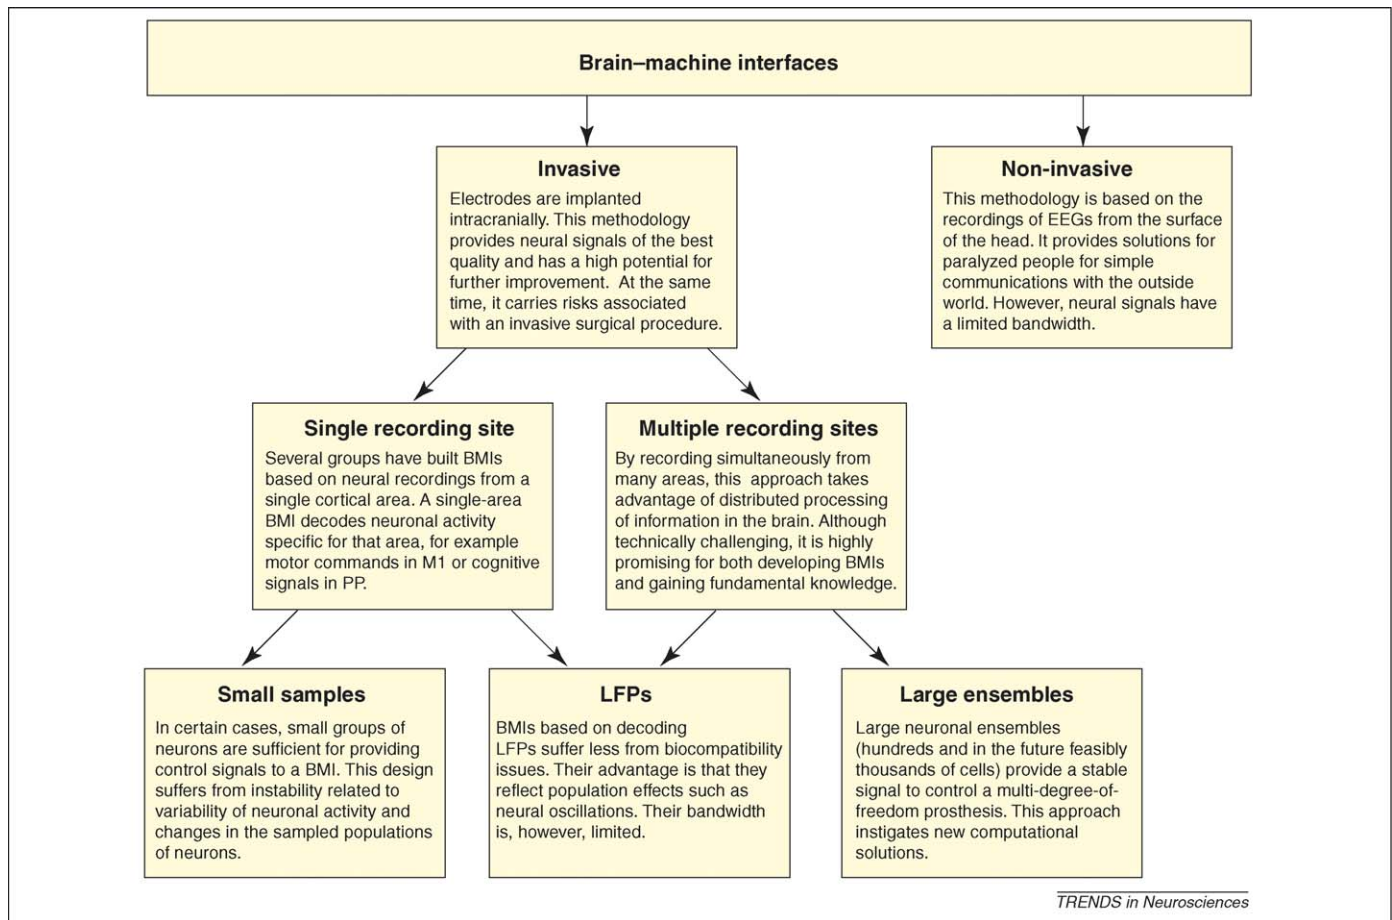 Brain–machine interfaces
Invasive
Electrodes are implanted
intracranially. This methodology
provides neural signals of the best
quality and has a high potential for
further improvement.  At the same
time, it carries risks associated
with an invasive surgical procedure.
Non-invasive
This methodology is based on the
recordings of EEGs from the surface
of the head. It provides solutions for
paralyzed people for simple
communications with the outside
world. However, neural signals have
a limited bandwidth.
Single recording site
Several groups have built BMIs
based on neural recordings from a
single cortical area. A single-area
BMI decodes neuronal activity
specific for that area, for example
motor commands in M1 or cognitive
signals in PP.
Multiple recording sites
By recording simultaneously from
many areas, this  approach takes
advantage of distributed processing
of information in the brain. Although
technically challenging, it is highly
promising for both developing BMIs
and gaining fundamental knowledge.
Small samples
In certain cases, small groups of
neurons are sufficient for providing
control signals to a BMI. This design
suffers from instability related to
variability of neuronal activity and
changes in the sampled populations
of neurons.
LFPs
BMIs based on decoding
LFPs suffer less from biocompatibility
issues. Their advantage is that they
reflect population effects such as
neural oscillations. Their bandwidth
is, however, limited.
Large ensembles
Large neuronal ensembles
(hundreds and in the future feasibly
thousands of cells) provide a stable
signal to control a multi-degree-of-
freedom prosthesis. This approach
instigates new computational
solutions.
TRENDS in Neurosciences